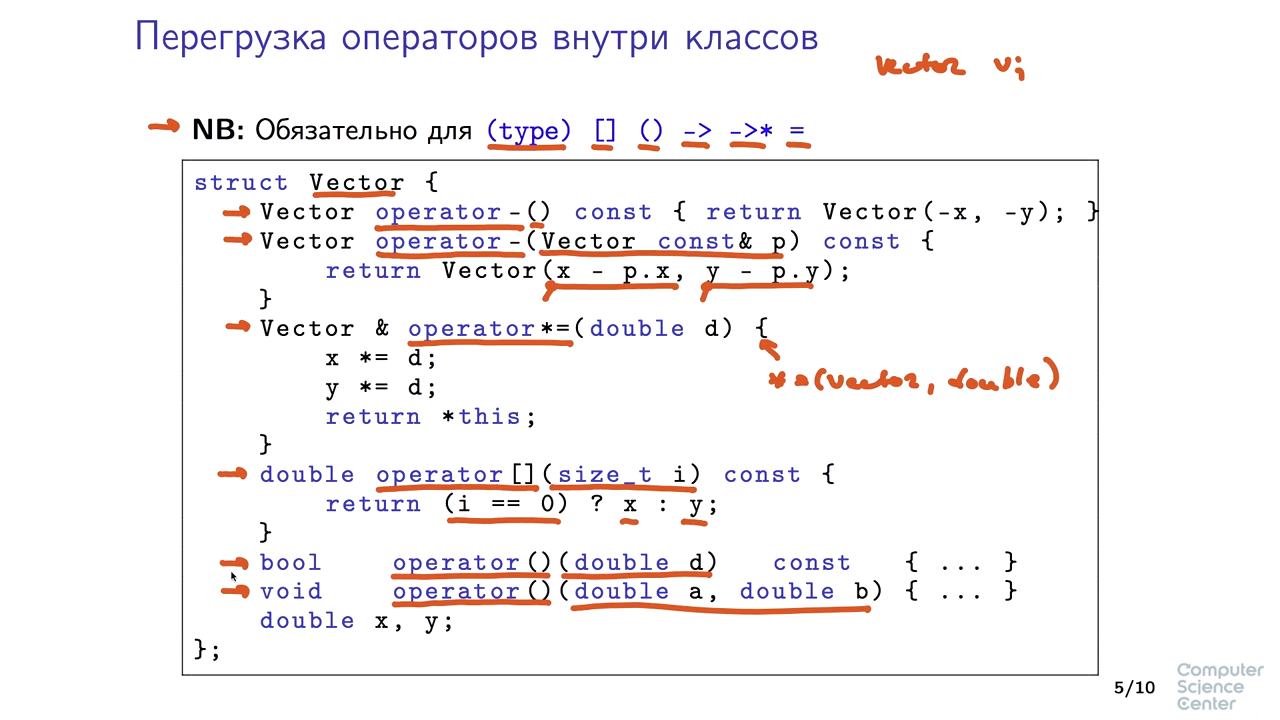 Перегрузка операторов внутри классов
vector v;
NB: Обязательно для (type) [] () -> ->* =
struct Vector {
    Vector operator-() const { return Vector(-x, -y); }
    Vector operator-(Vector const& p) const {
        return Vector(x - p.x, y - p.y);
    }
    Vector & operator*=(double d) {
        x *= d;
*=(vector, double)
        y *= d;
        return *this;
    }
    double operator[](size_t i) const {
        return (i == 0) ? x : y;
    }
    bool    operator()(double d)    const    { ... }
    void    operator()(double a, double b) { ... }
    double x, y;
};
5/10
Computer
Science
Center